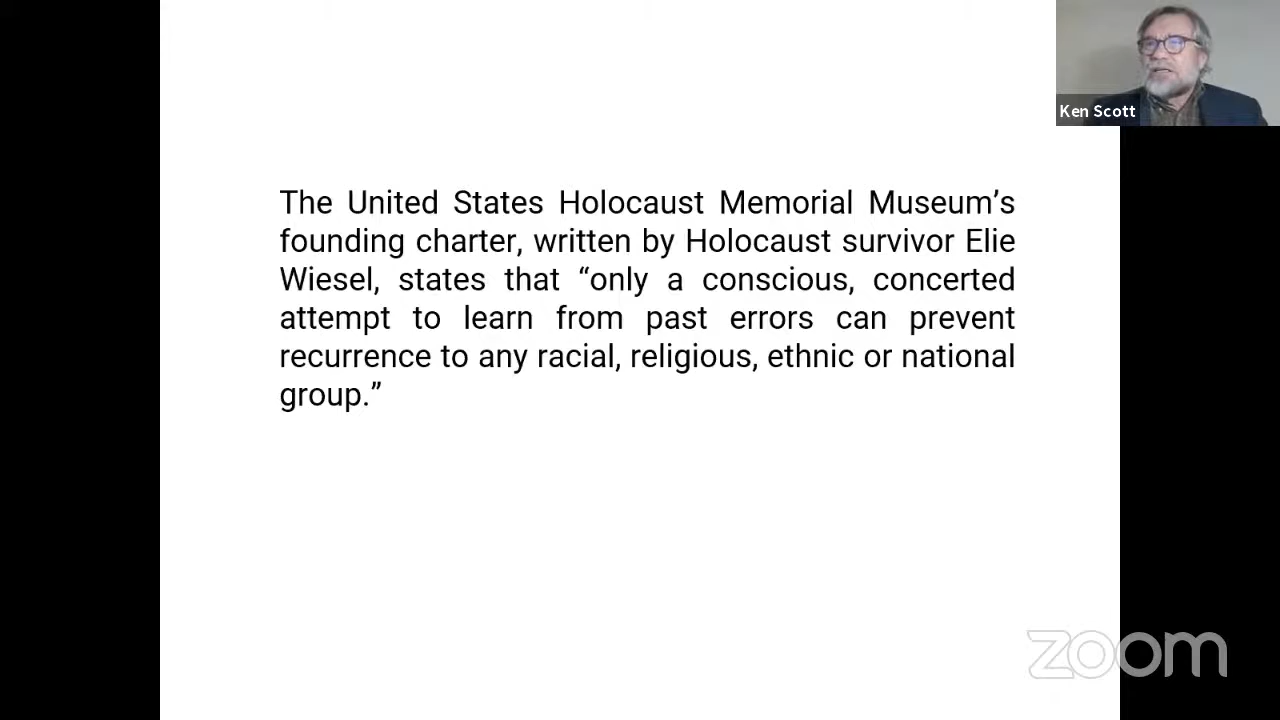 Ken Scott
The United States Holocaust Memorial Museum’s
founding charter, written by Holocaust survivor Elie
Wiesel, states that “only a conscious, concerted
attempt to learn from past errors can prevent
recurrence to any racial, religious, ethnic or national
group.”
zoom